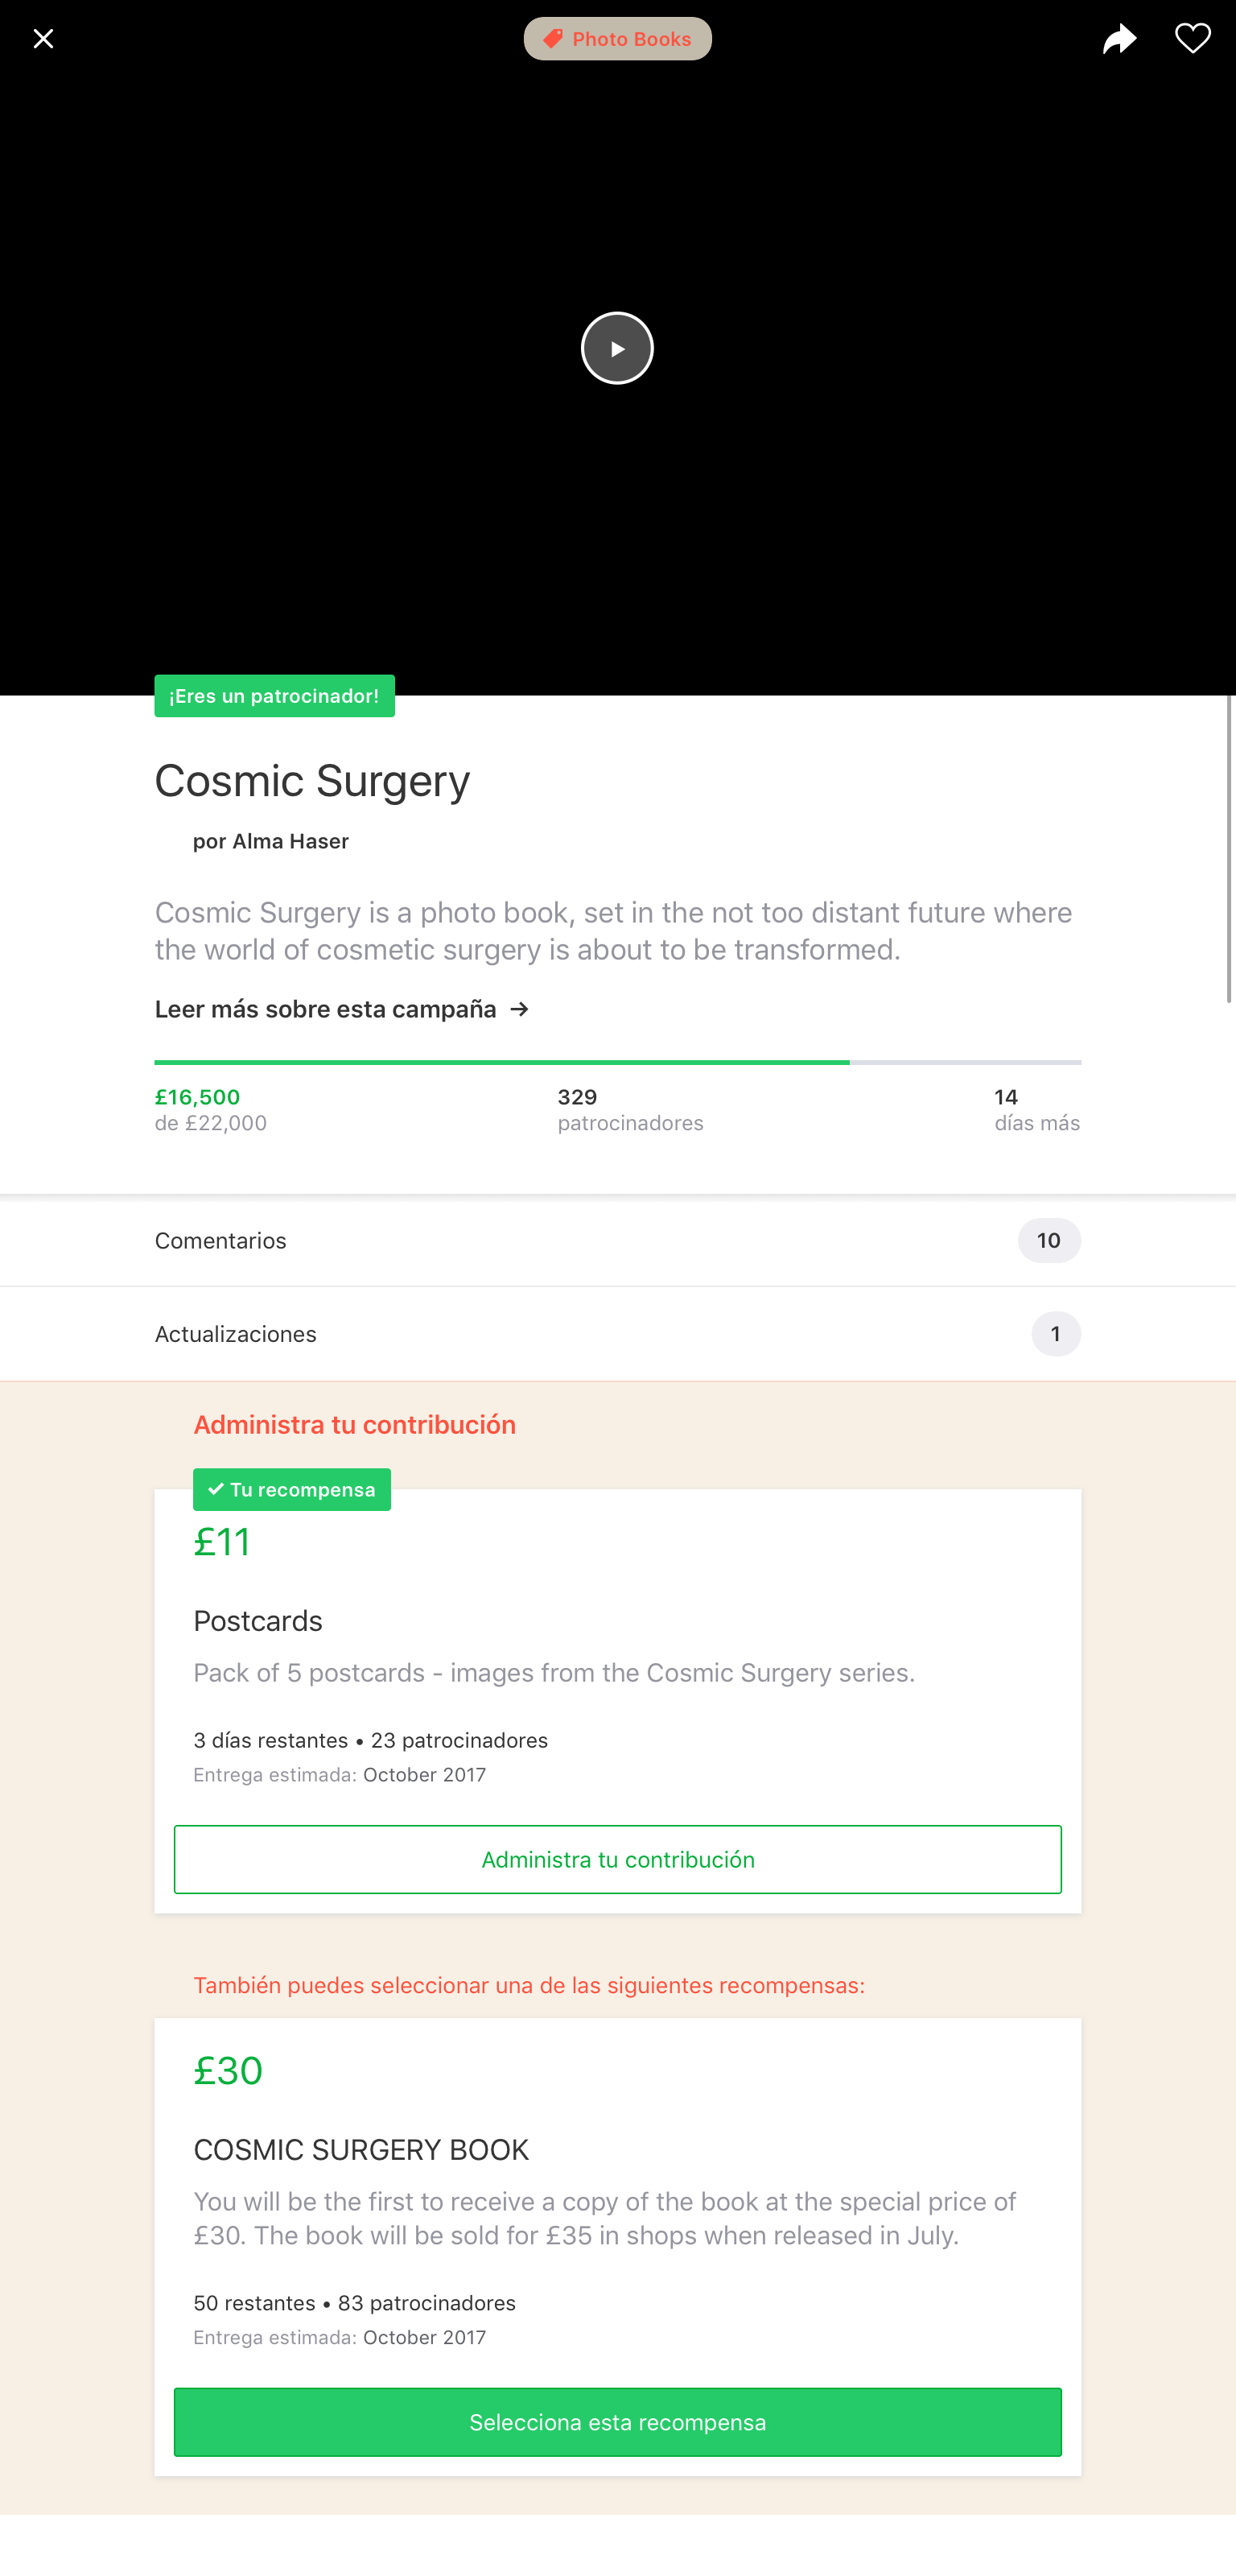 Photo Books
¡Eres un patrocinador!
Cosmic Surgery
por Alma Haser
Cosmic Surgery is a photo book, set in the not too distant future where
the world of cosmetic surgery is about to be transformed.
Leer más sobre esta campaña →
£16,500
de £22,000
329
patrocinadores
14
días más
Comentarios
10
Actualizaciones
1
Administra tu contribución
Tu recompensa
£11
Postcards
Pack of 5 postcards - images from the Cosmic Surgery series.
3 días restantes • 23 patrocinadores
Entrega estimada: October 2017
Administra tu contribución
También puedes seleccionar una de las siguientes recompensas:
£30
COSMIC SURGERY BOOK
You will be the first to receive a copy of the book at the special price of
£30. The book will be sold for £35 in shops when released in July.
50 restantes • 83 patrocinadores
Entrega estimada: October 2017
Selecciona esta recompensa